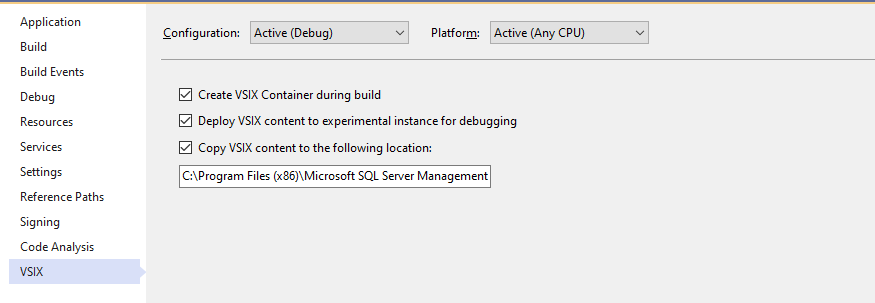 Application
Build
Build Events
Debug
Resources
Services
Settings
Reference Paths
Signing
Code Analysis
VSIX
Configuration: Active (Debug) Platform: Active (Any CPU)
Create VSIX Container during build
Deploy VSIX content to experimental instance for debugging
Copy VSIX content to the following location:
C:\Program Files (x86)\Microsoft SQL Server Management